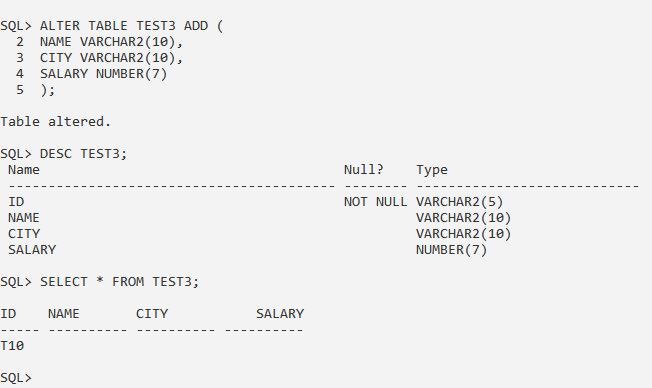 SQL> ALTER TABLE TEST3 ADD (
  2  NAME VARCHAR2(10),
  3  CITY VARCHAR2(10),
  4  SALARY NUMBER(7)
  5  );
Table altered.
SQL> DESC TEST3;
 Name                                      Null?    Type
 ----------------------------------------- -------- ----------------------------
 ID                                        NOT NULL VARCHAR2(5)
 NAME                                               VARCHAR2(10)
 CITY                                               VARCHAR2(10)
 SALARY                                             NUMBER(7)
SQL> SELECT * FROM TEST3;
ID    NAME       CITY           SALARY
----- ---------- ---------- ----------
T10
SQL>